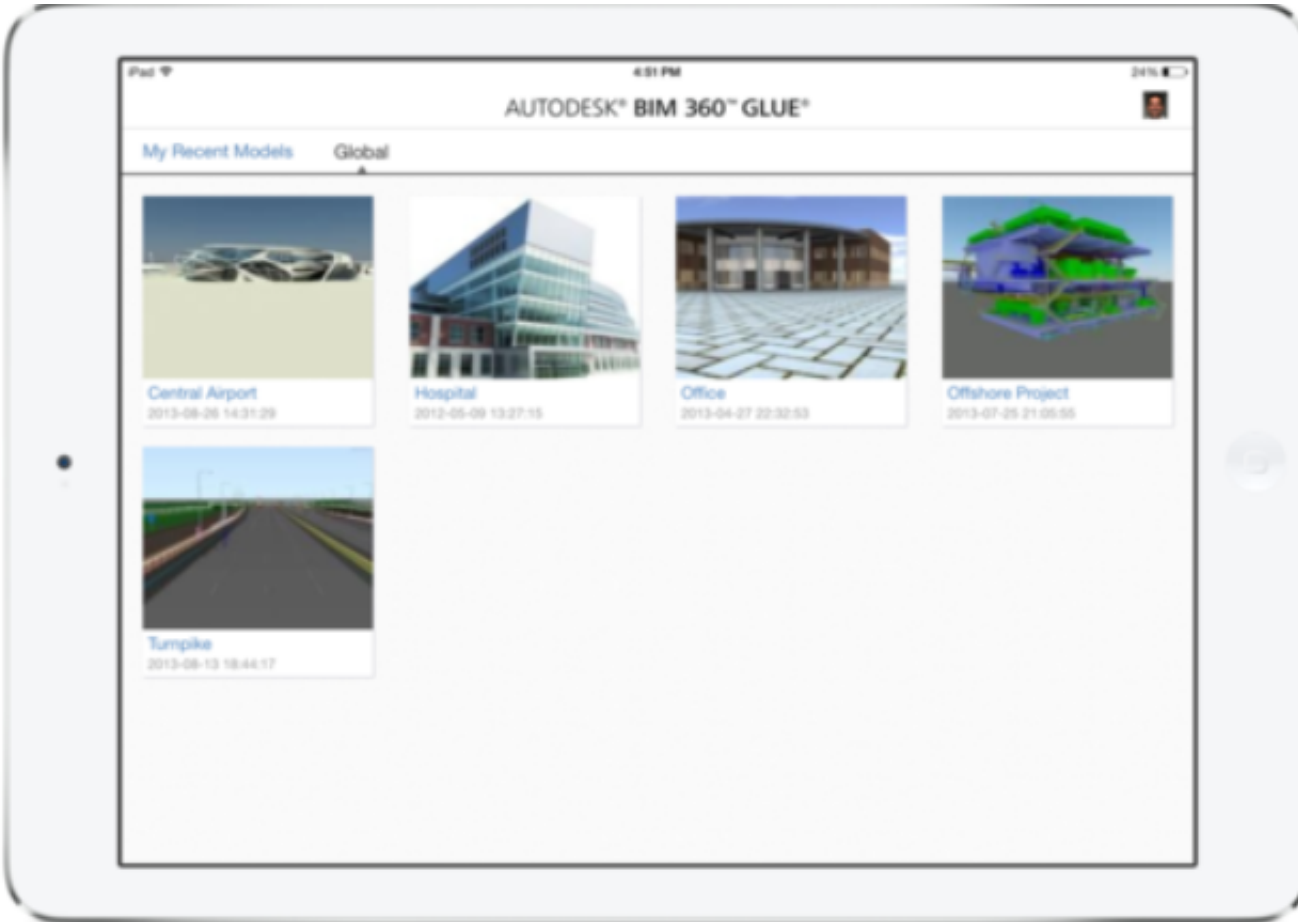 iPad
4:51 PM
24%
AUTODESK® BIM 360™ GLUE®
My Recent Models Global
Central Airport
2013-08-26 14:31:29
Hospital
2012-05-09 13:27:15
Office
2013-04-27 22:32:53
Offshore Project
2013-07-25 21:05:55
Turnpike
2013-08-13 18:44:17